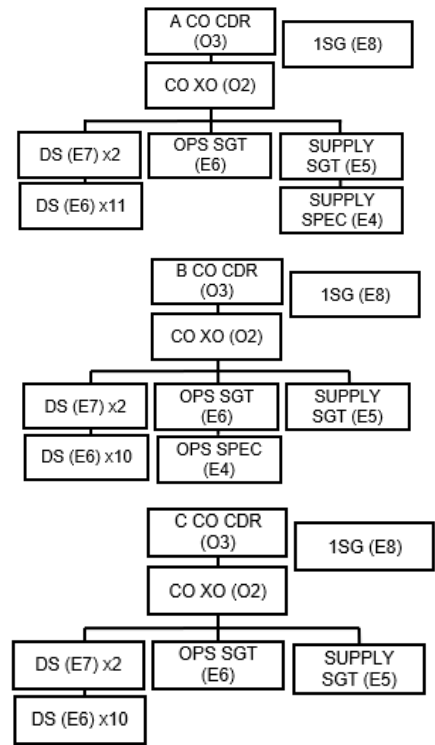 A CO CDR
(O3)
1SG (E8)
CO XO (O2)
DS (E7) x2
OPS SGT
(E6)
SUPPLY
SGT (E5)
DS (E6) x11
SUPPLY
SPEC (E4)
B CO CDR
(O3)
1SG (E8)
CO XO (O2)
DS (E7) x2
OPS SGT
(E6)
SUPPLY
SGT (E5)
DS (E6) x10
OPS SPEC
(E4)
C CO CDR
(O3)
1SG (E8)
CO XO (O2)
DS (E7) x2
OPS SGT
(E6)
SUPPLY
SGT (E5)
DS (E6) x10